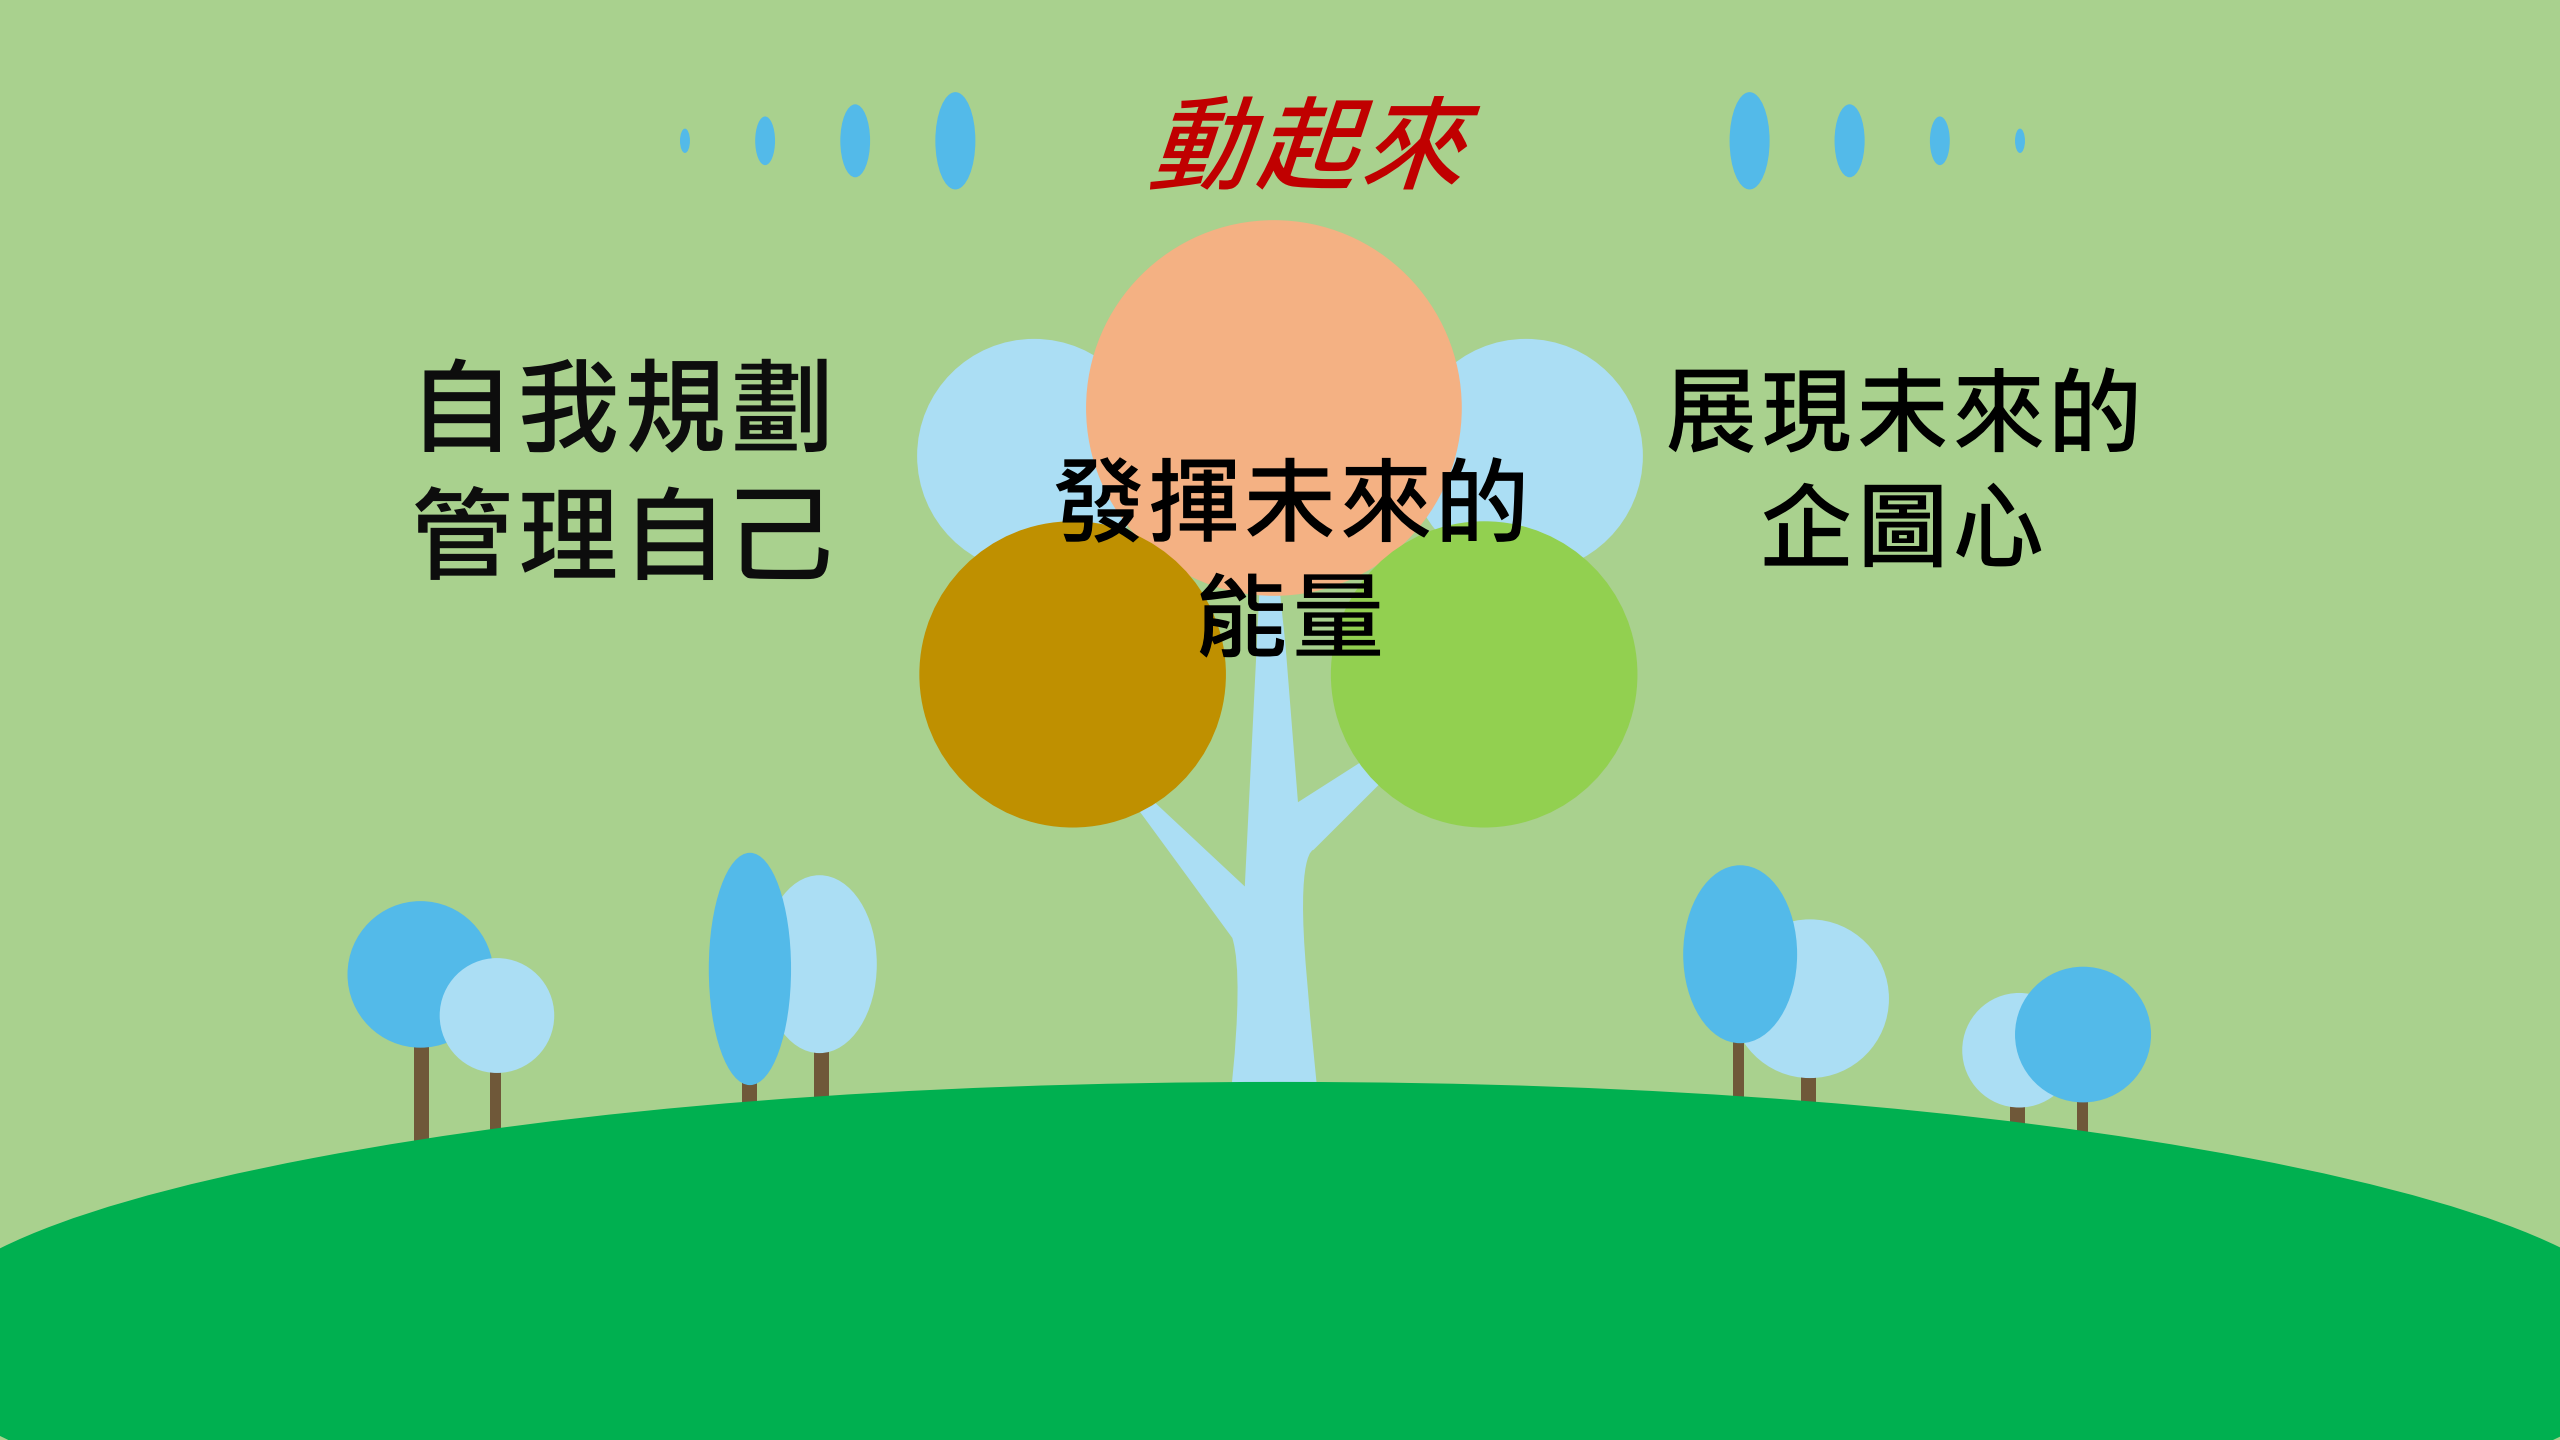 動起來
自我規劃
管理自己
發揮未來的
能量
展現未來的
企圖心